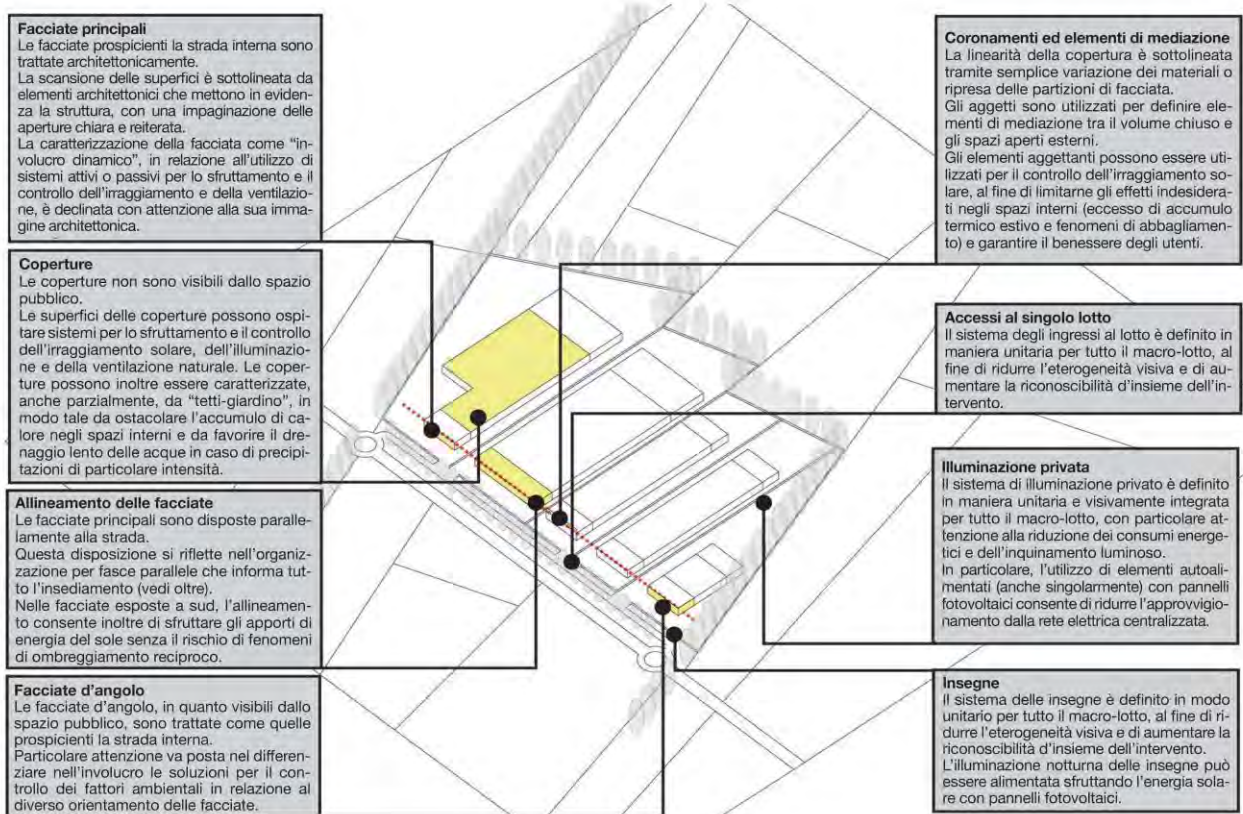 Facciate principali
Le facciate prospicienti la strada interna sono
trattate architettonicamente.
La scansione delle superfici è sottolineata da
elementi architettonici che mettono in eviden-
za la struttura, con una impaginazione delle
aperture chiara e reiterata.
La caratterizzazione della facciata come “in-
volucro dinamico”, in relazione all’utilizzo di
sistemi attivi o passivi per lo sfruttamento e il
controllo dell’irraggiamento e della ventilazio-
ne, è declinata con attenzione alla sua imma-
gine architettonica.
Coperture
Le coperture non sono visibili dallo spazio
pubblico.
Le superfici delle coperture possono ospi-
tare sistemi per lo sfruttamento e il controllo
dell’irraggiamento solare, dell’illuminazio-
ne e della ventilazione naturale. Le coper-
ture possono inoltre essere caratterizzate,
anche parzialmente, da “tetti-giardino”, in
modo tale da ostacolare l’accumulo di ca-
lore negli spazi interni e da favorire il dre-
naggio lento delle acque in caso di precipi-
tazioni di particolare intensità.
Allineamento delle facciate
Le facciate principali sono disposte paralle-
lamente alla strada.
Questa disposizione si riflette nell’organiz-
zazione per fasce parallele che informa tut-
to l’insediamento (vedi oltre).
Nelle facciate esposte a sud, l’allineamen-
to consente inoltre di sfruttare gli apporti di
energia del sole senza il rischio di fenomeni
di ombreggiamento reciproco.
Facciate d’angolo
Le facciate d’angolo, in quanto visibili dallo
spazio pubblico, sono trattate come quelle
prospicienti la strada interna.
Particolare attenzione va posta nel differen-
ziare nell’involucro le soluzioni per il con-
trollo dei fattori ambientali in relazione al
diverso orientamento delle facciate.
Coronamenti ed elementi di mediazione
La linearità della copertura è sottolineata
tramite semplice variazione dei materiali o
ripresa delle partizioni di facciata.
Gli aggetti sono utilizzati per definire ele-
menti di mediazione tra il volume chiuso e
gli spazi aperti esterni.
Gli elementi aggettanti possono essere uti-
lizzati per il controllo dell’irraggiamento so-
lare, al fine di limitarne gli effetti indesidera-
ti negli spazi interni (eccesso di accumulo
termico estivo e fenomeni di abbagliamen-
to) e garantire il benessere degli utenti.
Accessi al singolo lotto
Il sistema degli ingressi al lotto è definito in
maniera unitaria per tutto il macro-lotto, al
fine di ridurre l’eterogeneità visiva e di au-
mentare la riconoscibilità d’insieme dell’in-
tervento.
Illuminazione privata
Il sistema di illuminazione privato è definito
in maniera unitaria e visivamente integrata
per tutto il macro-lotto, con particolare at-
tenzione alla riduzione dei consumi energe-
tici e dell’inquinamento luminoso.
In particolare, l’utilizzo di elementi autoali-
mentati (anche singolarmente) con pannelli
fotovoltaici consente di ridurre l’approvvigio-
namento dalla rete elettrica centralizzata.
Insegne
Il sistema delle insegne è definito in modo
unitario per tutto il macro-lotto, al fine di ri-
durre l’eterogeneità visiva e di aumentare la
riconoscibilità d’insieme dell’intervento.
L’illuminazione notturna delle insegne può
essere alimentata sfruttando l’energia sola-
re con pannelli fotovoltaici.